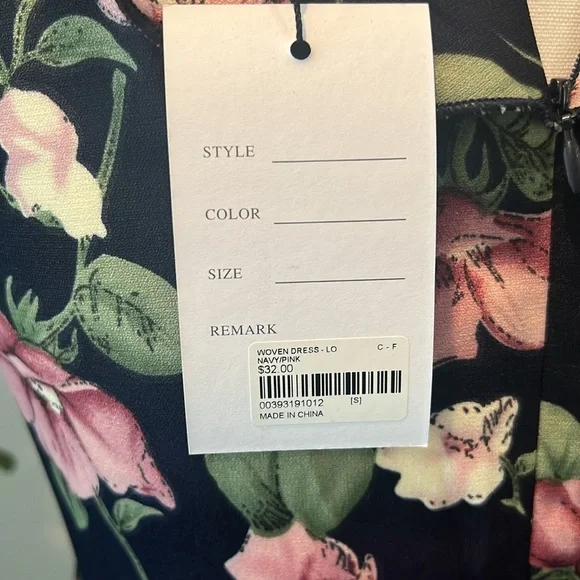 STYLE
COLOR
SIZE
REMARK
WOVEN DRESS - LO C - F
NAVY/PINK
$32.00
00393191012 [S]
MADE IN CHINA